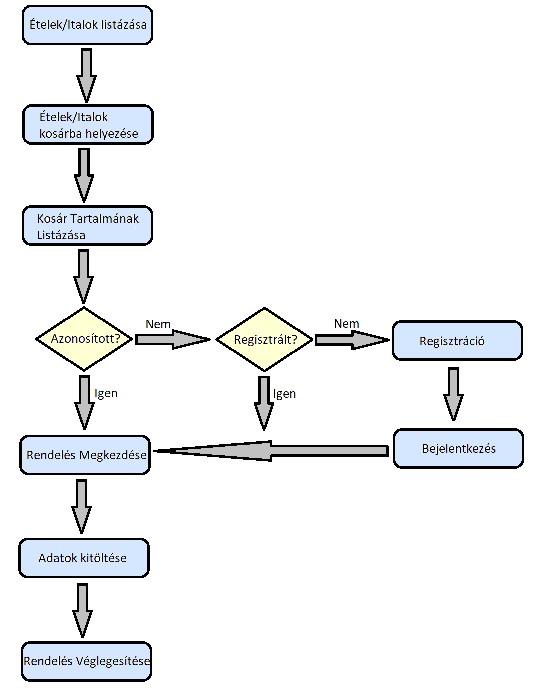 Ételek/Italok listázása
Ételek/Italok
kosárba helyezése
Kosár Tartalmának
Listázása
Azonosított?
Nem
Regisztrált?
Nem
Regisztráció
Igen
Igen
Rendelés Megkezdése
Bejelentkezés
Adatok kitöltése
Rendelés Véglegesítése